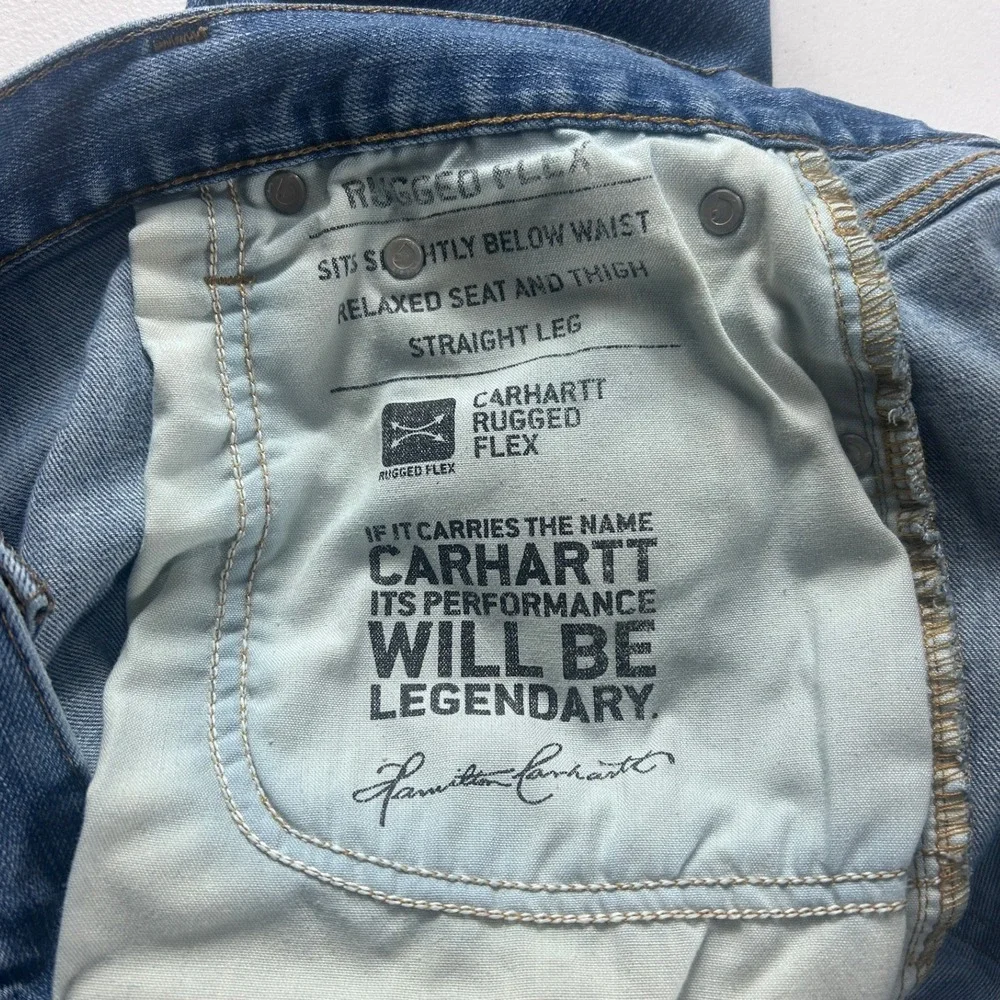 RUGGED FLEX
SITS SLIGHTLY BELOW WAIST
RELAXED SEAT AND THIGH
STRAIGHT LEG
CARHARTT
RUGGED
FLEX
RUGGED FLEX
IF IT CARRIES THE NAME
CARHARTT
ITS PERFORMANCE
WILL BE
LEGENDARY.
Hamilton Carhartt